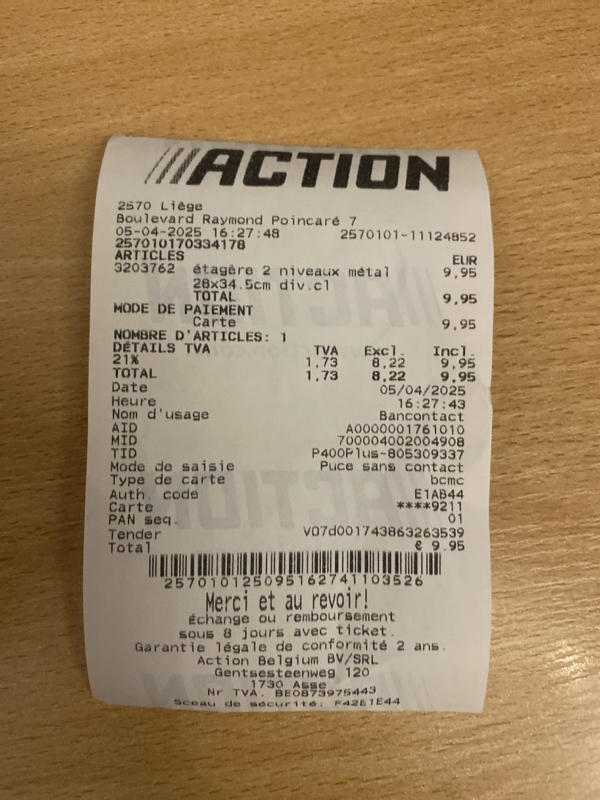 ///ACTION
2570 Liêge
Boulevard Raymond Poincaré 7
05-04-2025 16:27:48 2570101-11124852
257010170334178
ARTICLES EUR
3203762 étagère 2 niveaux métal 9,95
28x34.5cm div.cl
TOTAL 9,95
MODE DE PAIEMENT
Carte 9,95
NOMBRE D'ARTICLES: 1
DÉTAILS TVA TVA Excl. Incl.
21% 1,73 8,22 9,95
TOTAL 1,73 8,22 9,95
Date 05/04/2025
Heure 16:27:43
Nom d'usage Bancontact
AID A0000001761010
MID 700004002004908
TID P400Plus-805309337
Mode de saisie Puce sans contact
Type de carte bcmc
Auth. code E1AB44
Carte ****9211
PAN seq. 01
Tender V07d001743863263539
Total € 9.95
257010125095162741103526
Merci et au revoir!
Échange ou remboursement
sous 8 jours avec ticket.
Garantie légale de conformité 2 ans.
Action Belgium BV/SRL
Gentsesteenweg 120
1730 Asse
Nr TVA. BE0873975443
Sceau de sécurité: F42E1E44